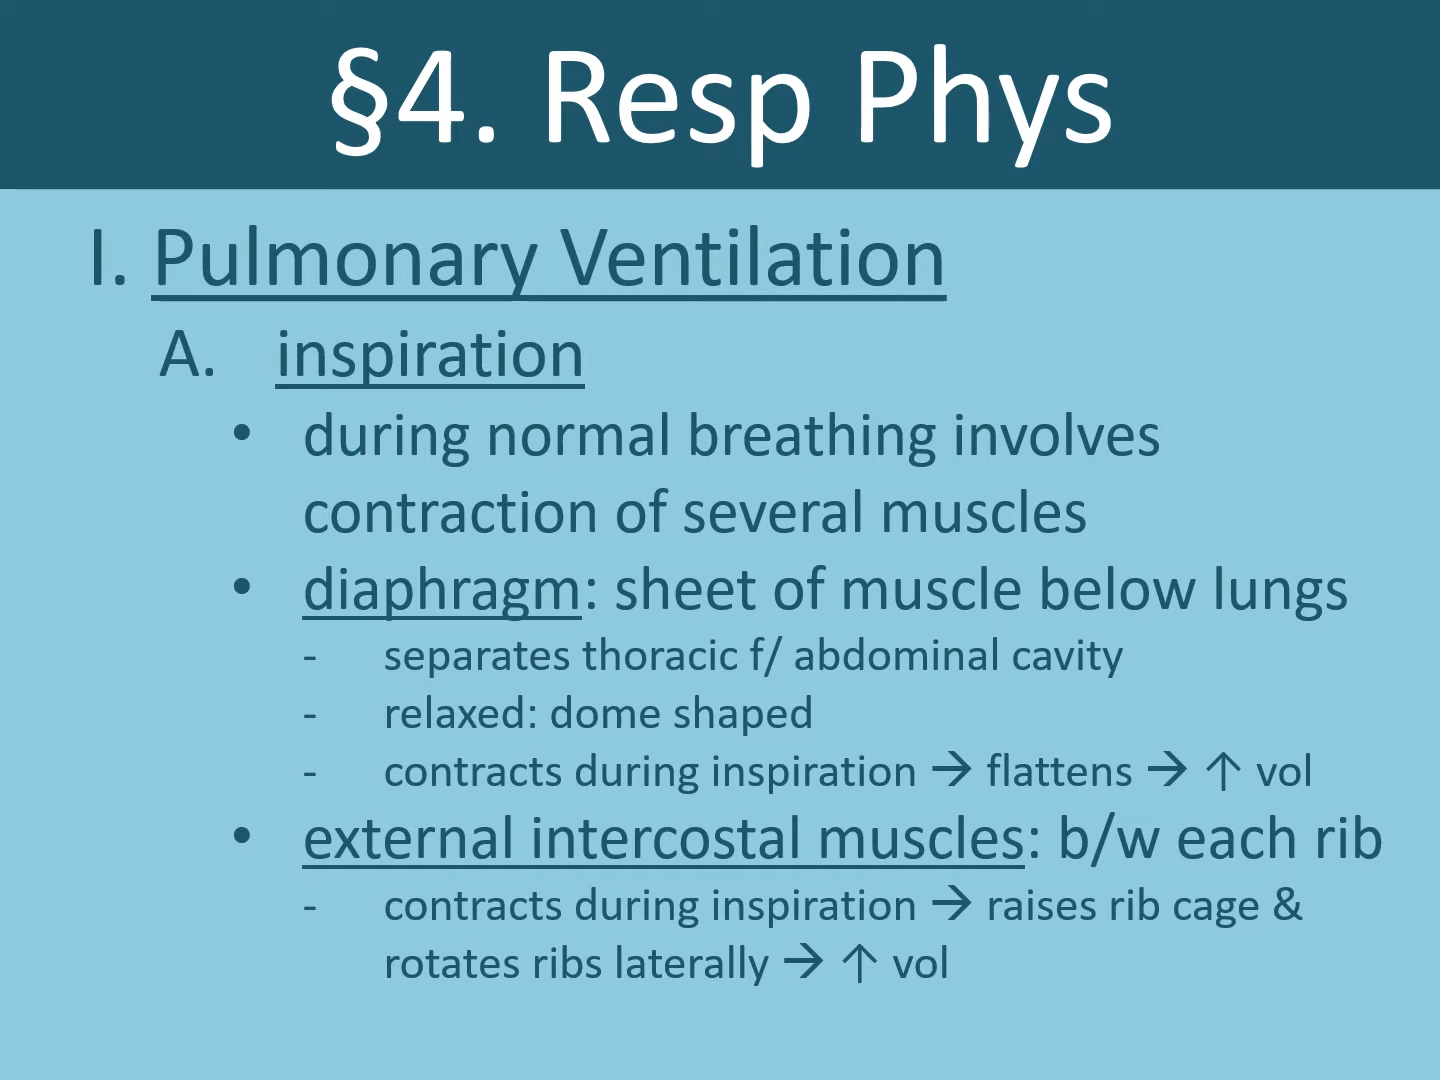 §4. Resp Phys
I. Pulmonary Ventilation
A. inspiration
• during normal breathing involves
contraction of several muscles
• diaphragm: sheet of muscle below lungs
- separates thoracic f/ abdominal cavity
- relaxed: dome shaped
- contracts during inspiration → flattens → ↑ vol
• external intercostal muscles: b/w each rib
- contracts during inspiration → raises rib cage &
rotates ribs laterally → ↑ vol